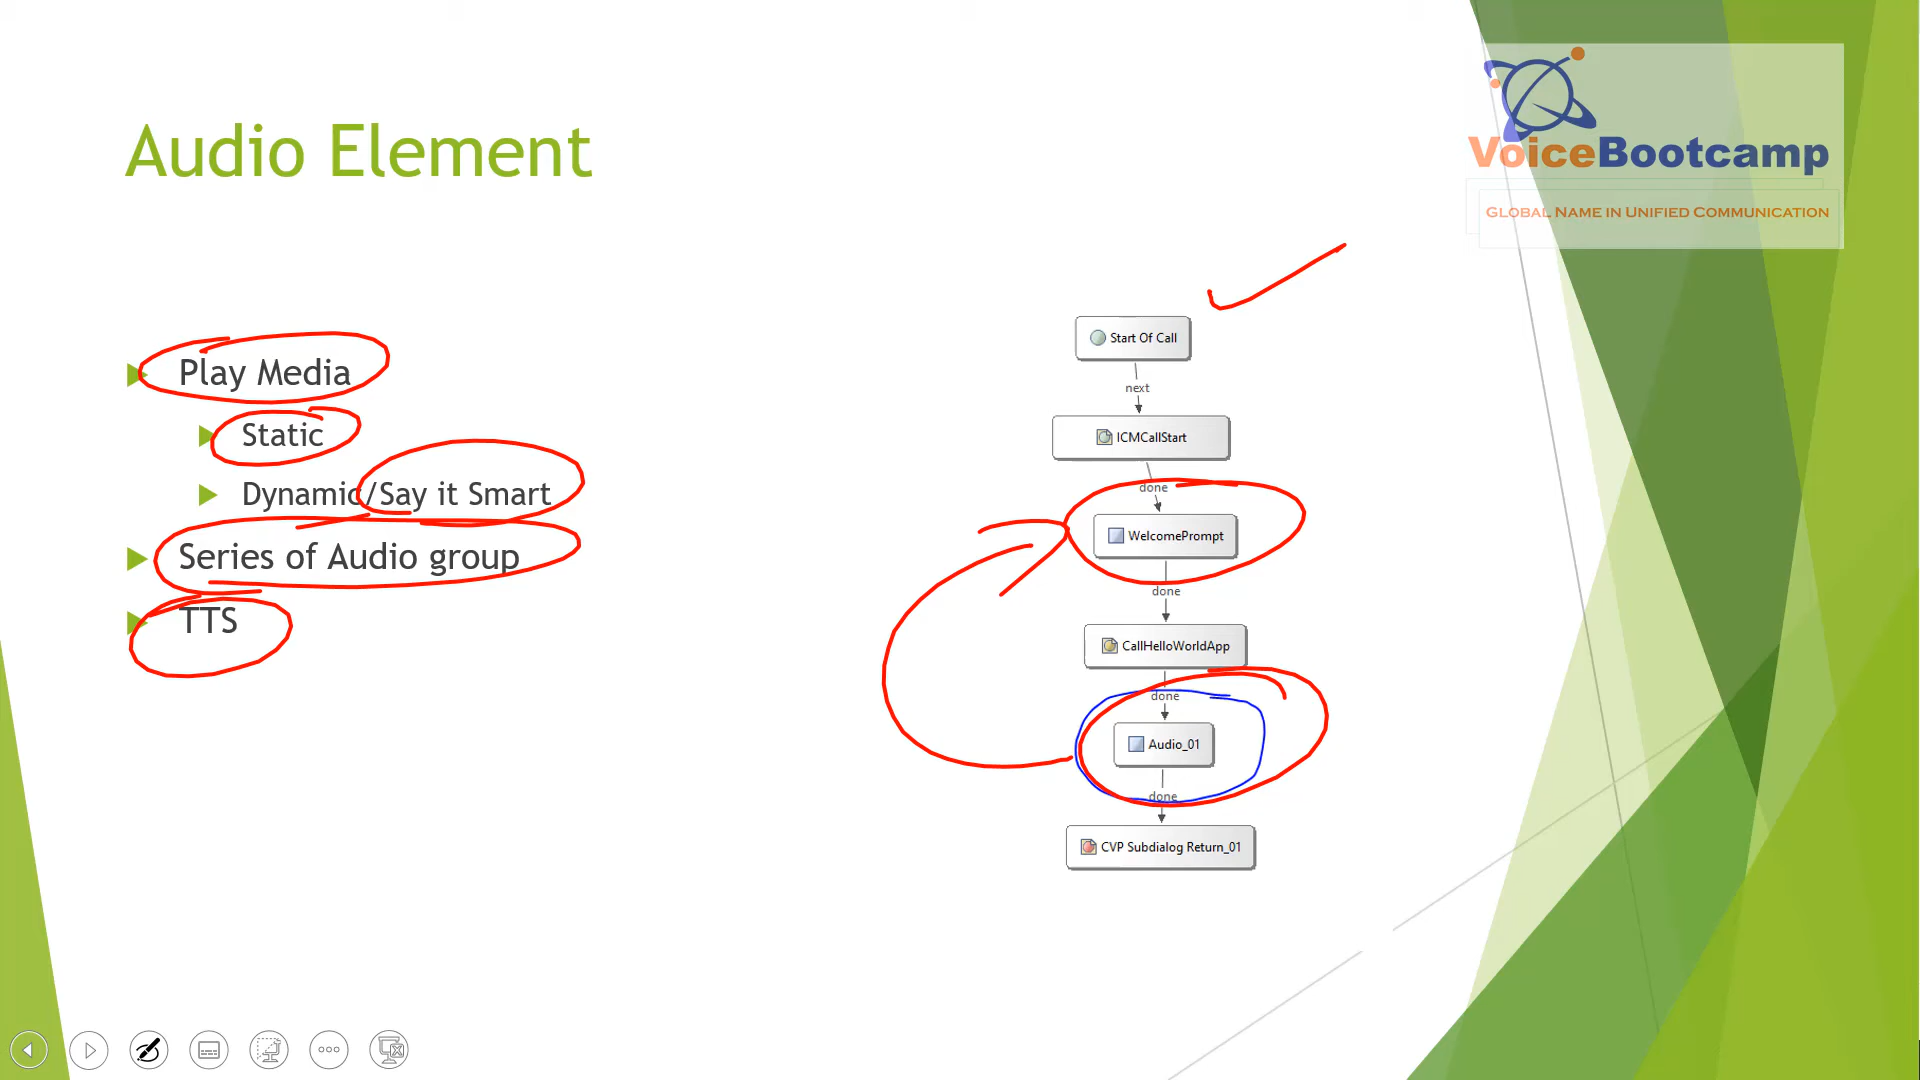 Audio Element
VoiceBootcamp
GLOBAL NAME IN UNIFIED COMMUNICATION
Play Media
Static
Dynamic/Say it Smart
Series of Audio group
TTS
Start Of Call
next
ICMCallStart
done
WelcomePrompt
done
CallHelloWorldApp
done
Audio_01
done
CVP Subdialog Return_01